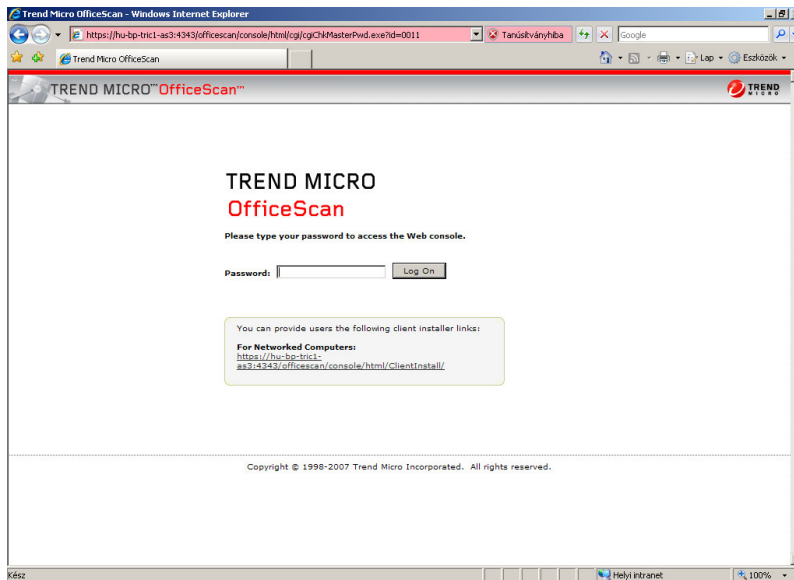 Trend Micro OfficeScan - Windows Internet Explorer
https://hu-bp-tric1-as3:4343/officescan/console/html/cgi/cgiChkMasterPwd.exe?id=0011
Tanúsítványhiba
Google
Trend Micro OfficeScan
Lap
Eszközök
TREND MICRO™OfficeScan™
TREND MICRO
TREND MICRO
OfficeScan
Please type your password to access the Web console.
Password:
Log On
You can provide users the following client installer links:
For Networked Computers:
https://hu-bp-tric1-
as3:4343/officescan/console/html/ClientInstall/
Copyright © 1998-2007 Trend Micro Incorporated. All rights reserved.
Kész
Helyi intranet
100%